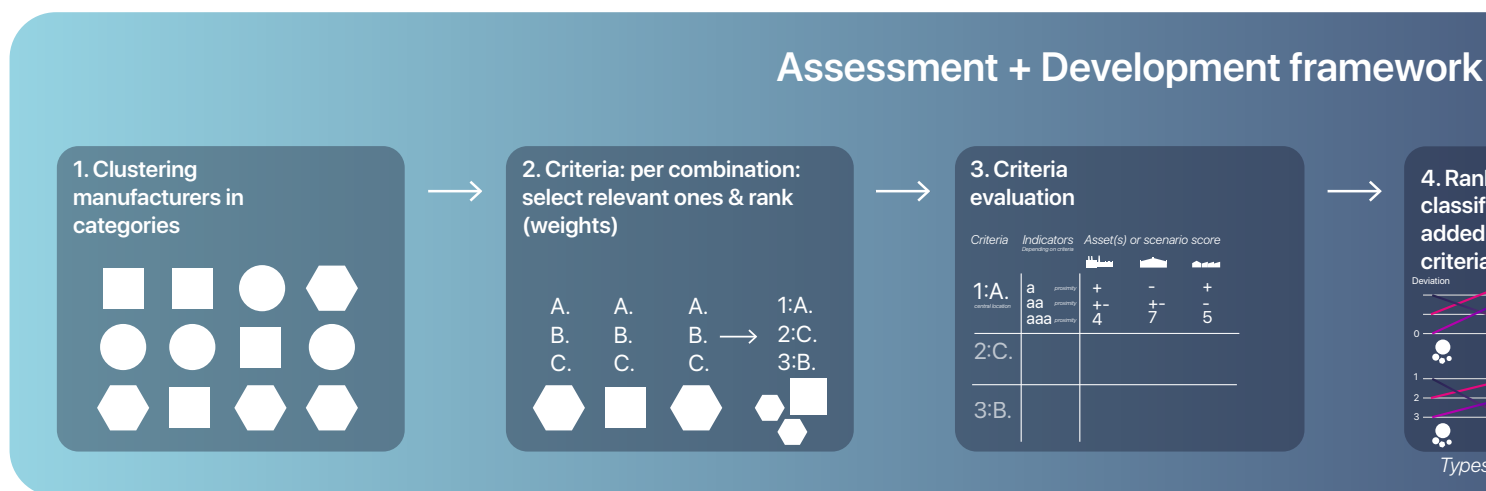 Assessment + Development framework
1. Clustering
manufacturers in
categories
2. Criteria: per combination:
select relevant ones & rank
(weights)
A. A. A. 1:A.
B. B. B. 2:C.
C. C. C. 3:B.
3. Criteria
evaluation
Criteria Indicators Asset(s) or scenario score
Depending on criteria
1:A. a proximity + - +
central location aa proximity +- +- -
aaa proximity 4 7 5
2:C.
3:B.
4. Ran
classif
added
criteria
Deviation
0
1
2
3
Types